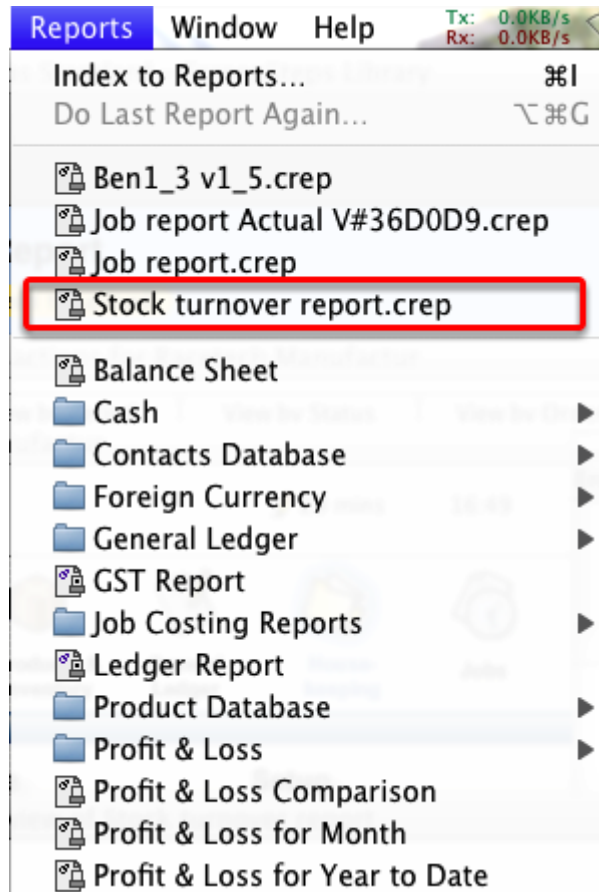 Reports Window Help Tx: 0.0KB/s
Rx: 0.0KB/s
Index to Reports... ⌘I
Do Last Report Again... ⌥⌘G
Ben1_3 v1_5.crep
Job report Actual V#36D0D9.crep
Job report.crep
Stock turnover report.crep
Balance Sheet
Cash
Contacts Database
Foreign Currency
General Ledger
GST Report
Job Costing Reports
Ledger Report
Product Database
Profit & Loss
Profit & Loss Comparison
Profit & Loss for Month
Profit & Loss for Year to Date